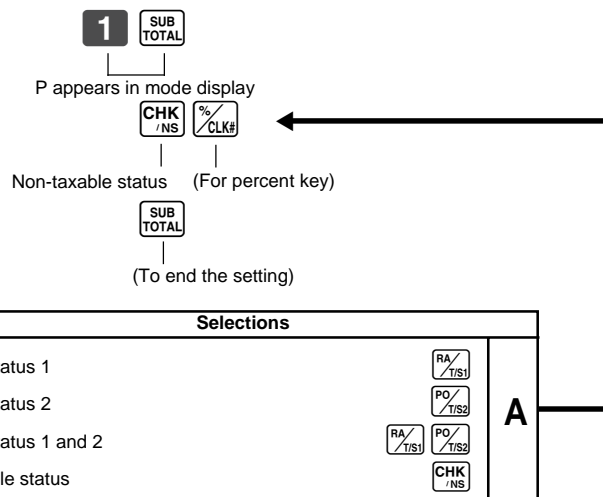 1 SUB TOTAL
P appears in mode display
CHK /NS %/CLK#
Non-taxable status (For percent key)
SUB TOTAL
(To end the setting)
Selections
atus 1 RA/T/S1
atus 2 PO/T/S2
atus 1 and 2 RA/T/S1 PO/T/S2
le status CHK /NS
A